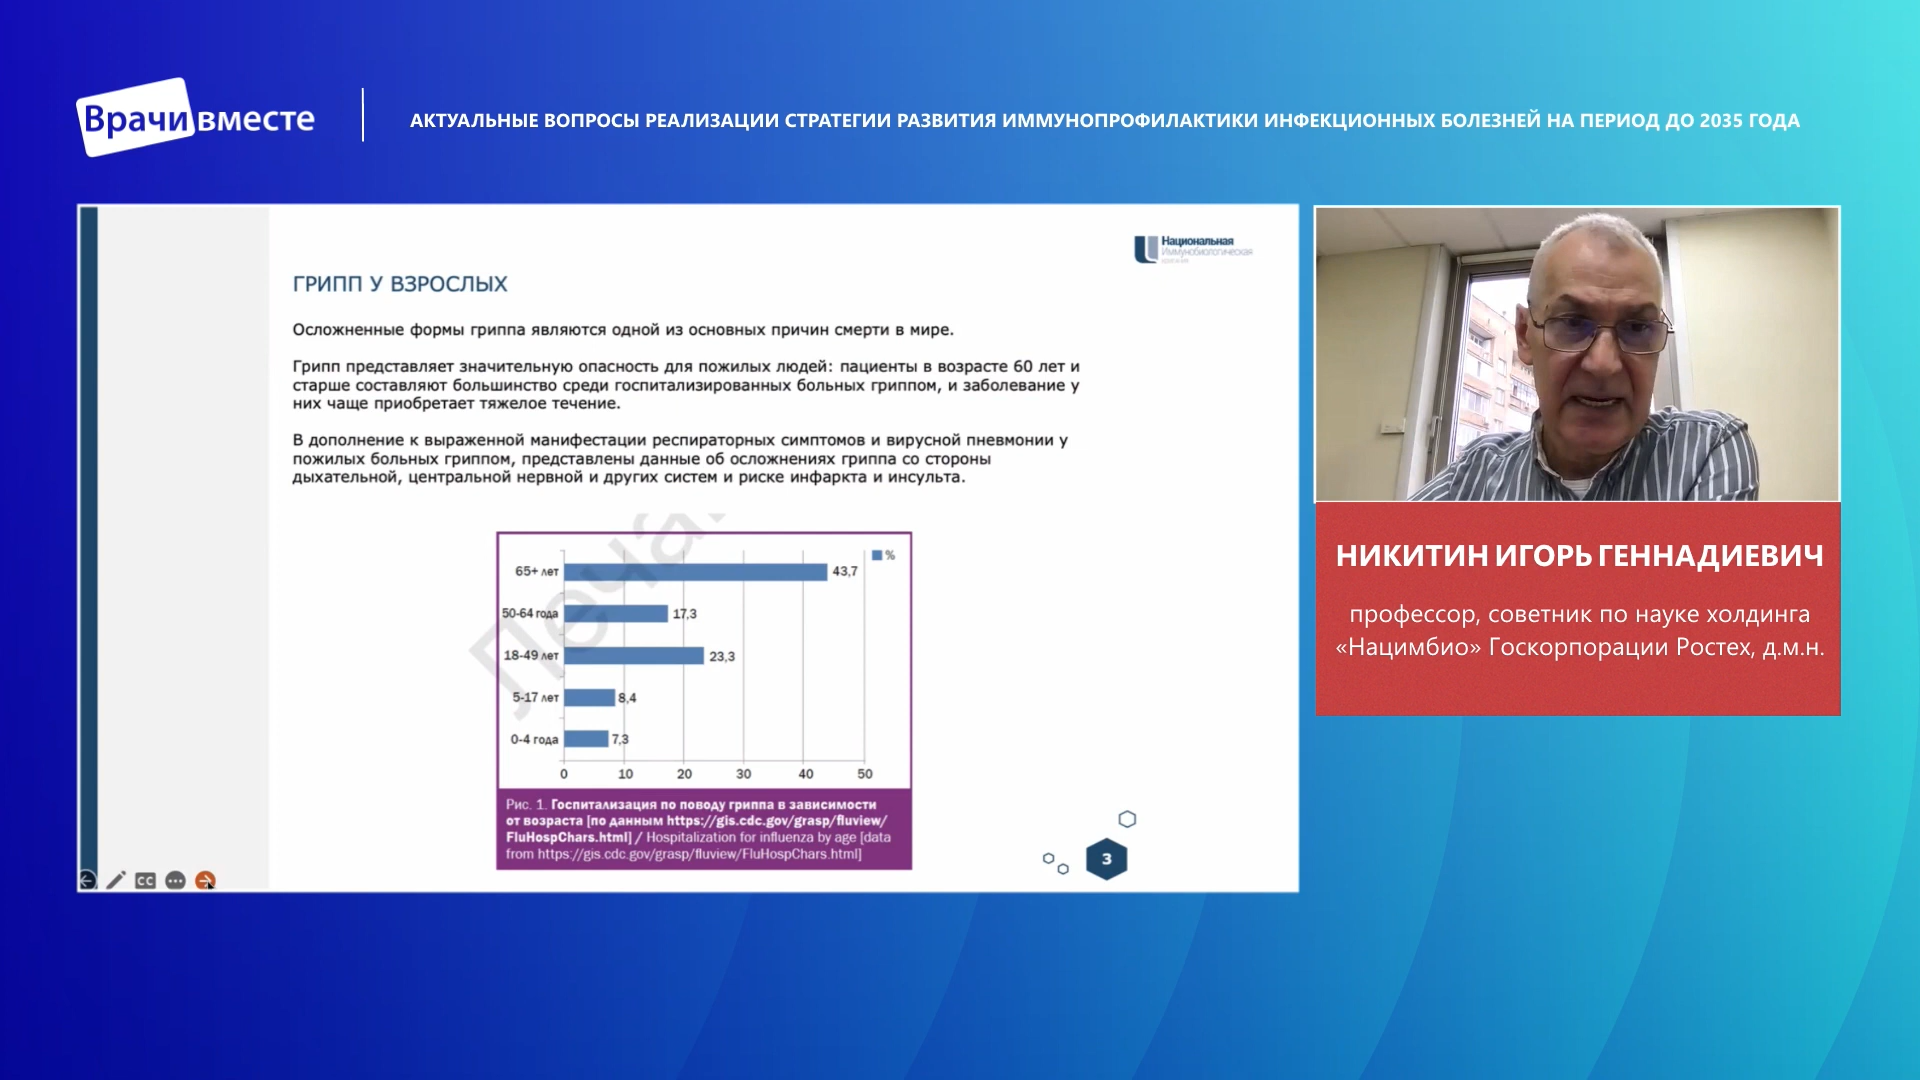 Врачи вместе
АКТУАЛЬНЫЕ ВОПРОСЫ РЕАЛИЗАЦИИ СТРАТЕГИИ РАЗВИТИЯ ИММУНОПРОФИЛАКТИКИ ИНФЕКЦИОННЫХ БОЛЕЗНЕЙ НА ПЕРИОД ДО 2035 ГОДА
Национальная
Иммунобиологическая
ГРИПП У ВЗРОСЛЫХ
Осложненные формы гриппа являются одной из основных причин смерти в мире.
Грипп представляет значительную опасность для пожилых людей: пациенты в возрасте 60 лет и
старше составляют большинство среди госпитализированных больных гриппом, и заболевание у
них чаще приобретает тяжелое течение.
В дополнение к выраженной манифестации респираторных симптомов и вирусной пневмонии у
пожилых больных гриппом, представлены данные об осложнениях гриппа со стороны
дыхательной, центральной нервной и других систем и риске инфаркта и инсульта.
%
65+ лет 43,7
50-64 года 17,3
18-49 лет 23,3
5-17 лет 8,4
0-4 года 7,3
0 10 20 30 40 50
Рис. 1. Госпитализация по поводу гриппа в зависимости
от возраста [по данным https://gis.cdc.gov/grasp/fluview/
FluHospChars.html] / Hospitalization for influenza by age [data
from https://gis.cdc.gov/grasp/fluview/FluHospChars.html]
3
CC
НИКИТИН ИГОРЬ ГЕННАДИЕВИЧ
профессор, советник по науке холдинга
«Нацимбио» Госкорпорации Ростех, д.м.н.